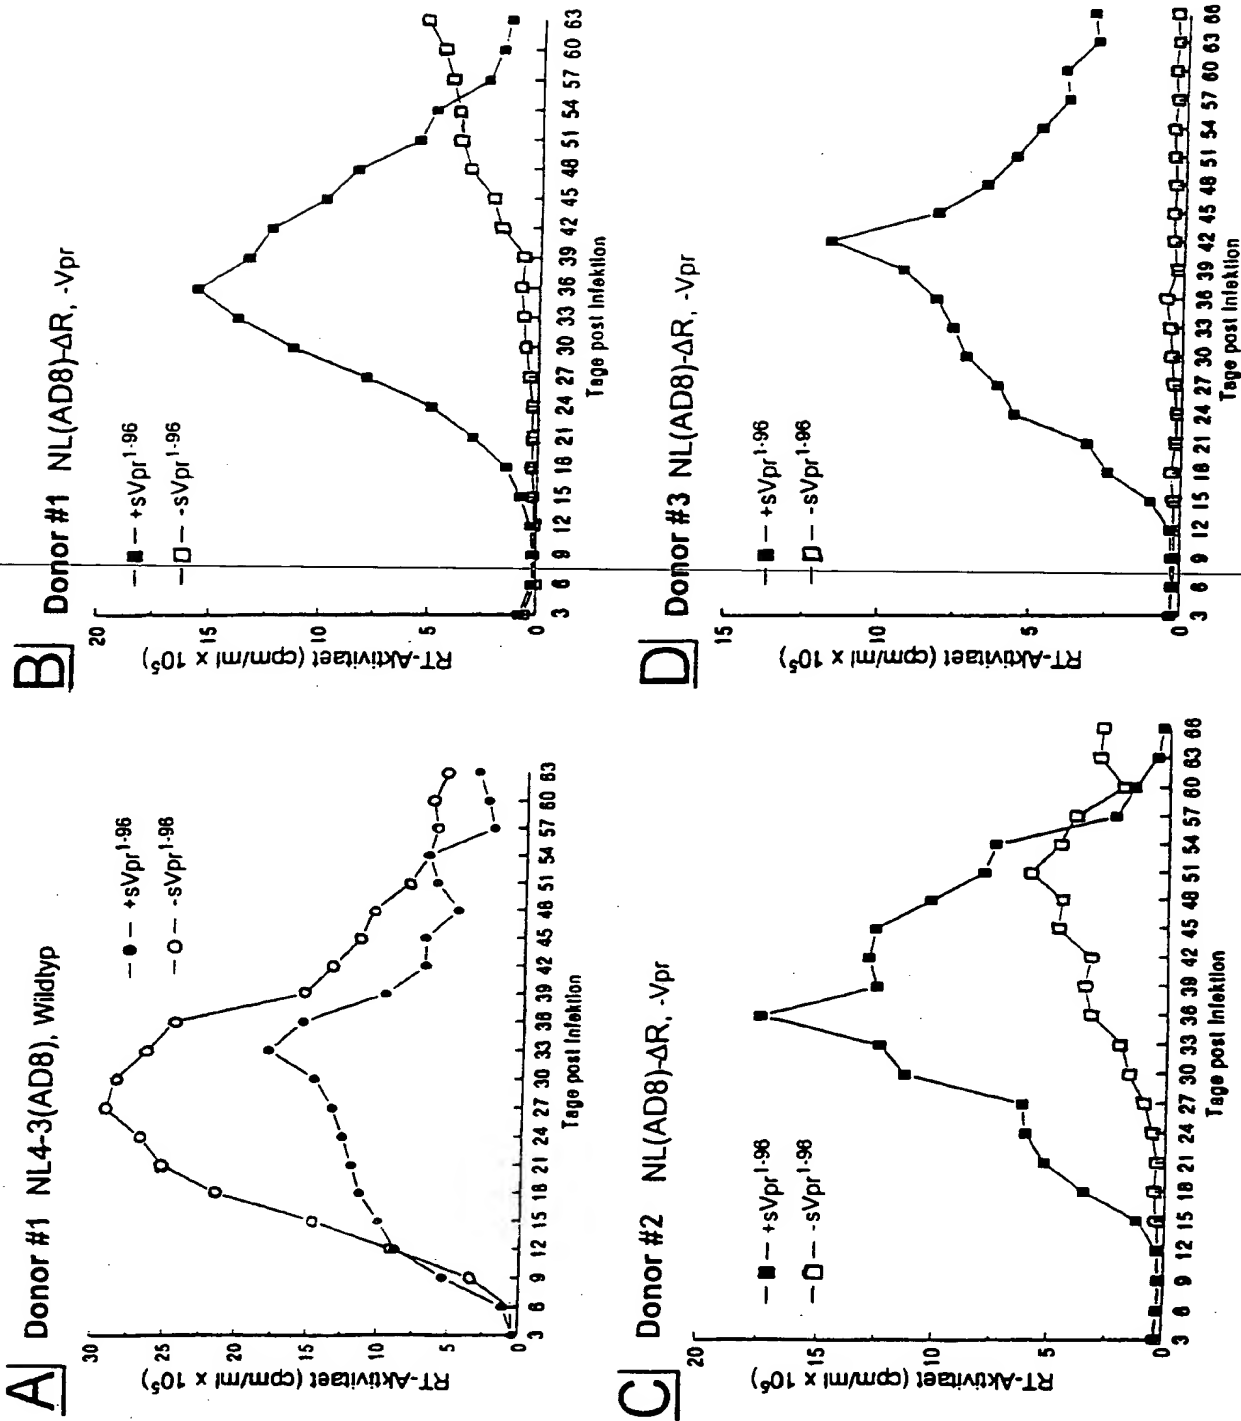 A
Donor #1 NL4-3(AD8), Wildtyp
+sVpr¹⁻⁹⁶
-sVpr¹⁻⁹⁶
RT-Aktivitaet (cpm/ml x 10⁵)
30
25
20
15
10
5
0
3 6 9 12 15 18 21 24 27 30 33 36 39 42 45 48 51 54 57 60 63
Tage post Infektion
B
Donor #1 NL(AD8)-ΔR, -Vpr
+sVpr¹⁻⁹⁶
-sVpr¹⁻⁹⁶
RT-Aktivitaet (cpm/ml x 10⁵)
20
15
10
5
0
3 6 9 12 15 18 21 24 27 30 33 36 39 42 45 48 51 54 57 60 63
Tage post Infektion
C
Donor #2 NL(AD8)-ΔR, -Vpr
+sVpr¹⁻⁹⁶
-sVpr¹⁻⁹⁶
RT-Aktivitaet (cpm/ml x 10⁵)
20
15
10
5
0
3 6 9 12 15 18 21 24 27 30 33 36 39 42 45 48 51 54 57 60 63 66
Tage post Infektion
D
Donor #3 NL(AD8)-ΔR, -Vpr
+sVpr¹⁻⁹⁶
-sVpr¹⁻⁹⁶
RT-Aktivitaet (cpm/ml x 10⁵)
15
10
5
0
3 6 9 12 15 18 21 24 27 30 33 36 39 42 45 48 51 54 57 60 63 66
Tage post Infektion